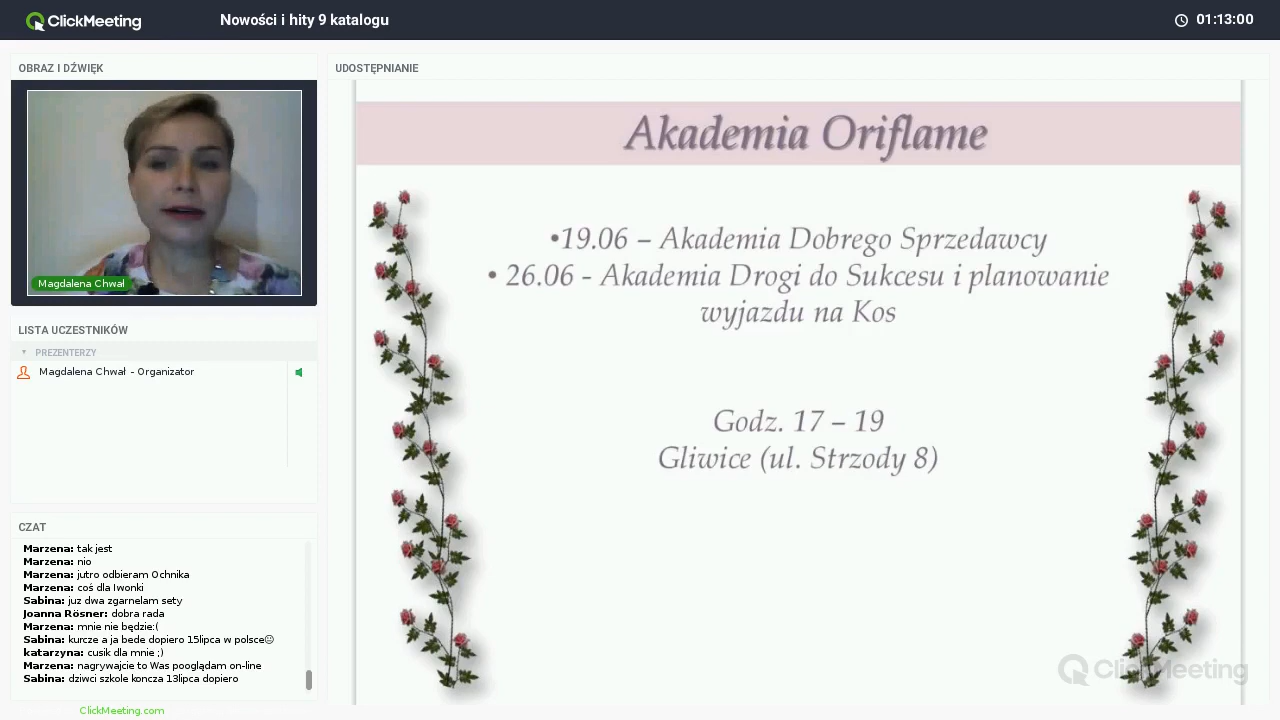 ClickMeeting
Nowości i hity 9 katalogu
01:13:00
OBRAZ I DŹWIĘK
Magdalena Chwał
LISTA UCZESTNIKÓW
PREZENTERZY
Magdalena Chwał - Organizator
CZAT
Marzena: tak jest
Marzena: nio
Marzena: jutro odbieram Ochnika
Marzena: coś dla Iwonki
Sabina: juz dwa zgarnelam sety
Joanna Rösner: dobra rada
Marzena: mnie nie będzie:(
Sabina: kurcze a ja bede dopiero 15lipca w polsce☹
katarzyna: cusik dla mnie ;)
Marzena: nagrywajcie to Was pooglądam on-line
Sabina: dziwci szkole koncza 13lipca dopiero
ClickMeeting.com
UDOSTĘPNIANIE
Akademia Oriflame
•19.06 – Akademia Dobrego Sprzedawcy
• 26.06 - Akademia Drogi do Sukcesu i planowanie
wyjazdu na Kos
Godz. 17 – 19
Gliwice (ul. Strzody 8)
ClickMeeting